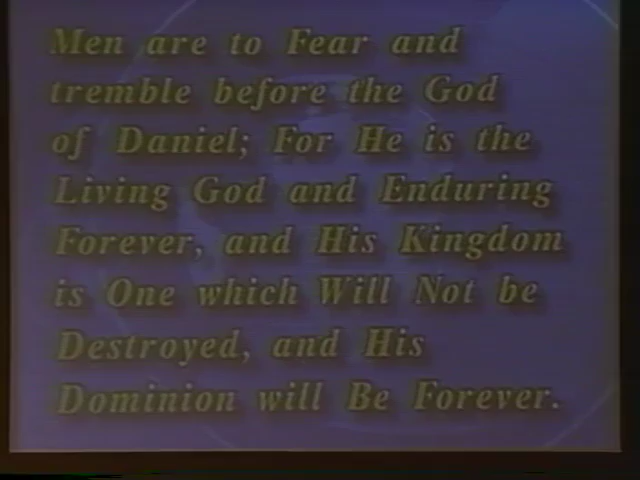 Men are to Fear and
tremble before the God
of Daniel; For He is the
Living God and Enduring
Forever, and His Kingdom
is One which Will Not be
Destroyed, and His
Dominion will Be Forever.